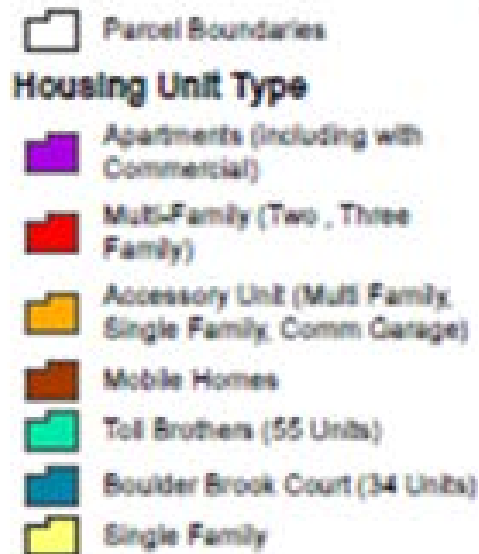 Parcel Boundaries
Housing Unit Type
Apartments (Including with
Commercial)
Multi-Family (Two , Three
Family)
Accessory Unit (Multi Family,
Single Family, Comm Garage)
Mobile Homes
Toll Brothers (55 Units)
Boulder Brook Court (34 Units)
Single Family